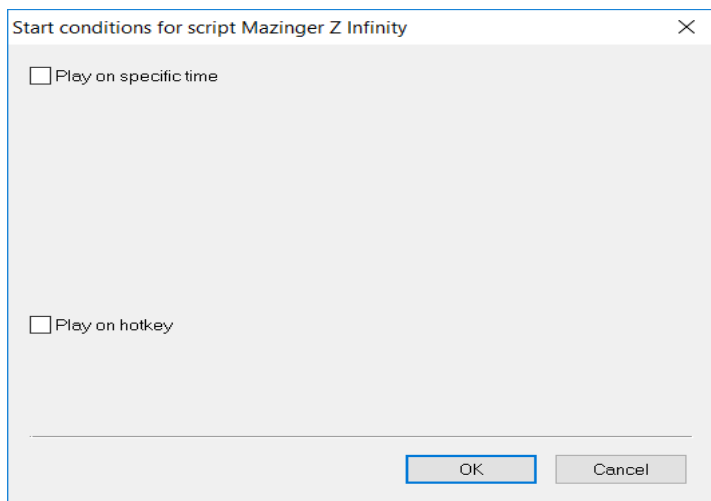 Start conditions for script Mazinger Z Infinity
Play on specific time
Play on hotkey
OK
Cancel